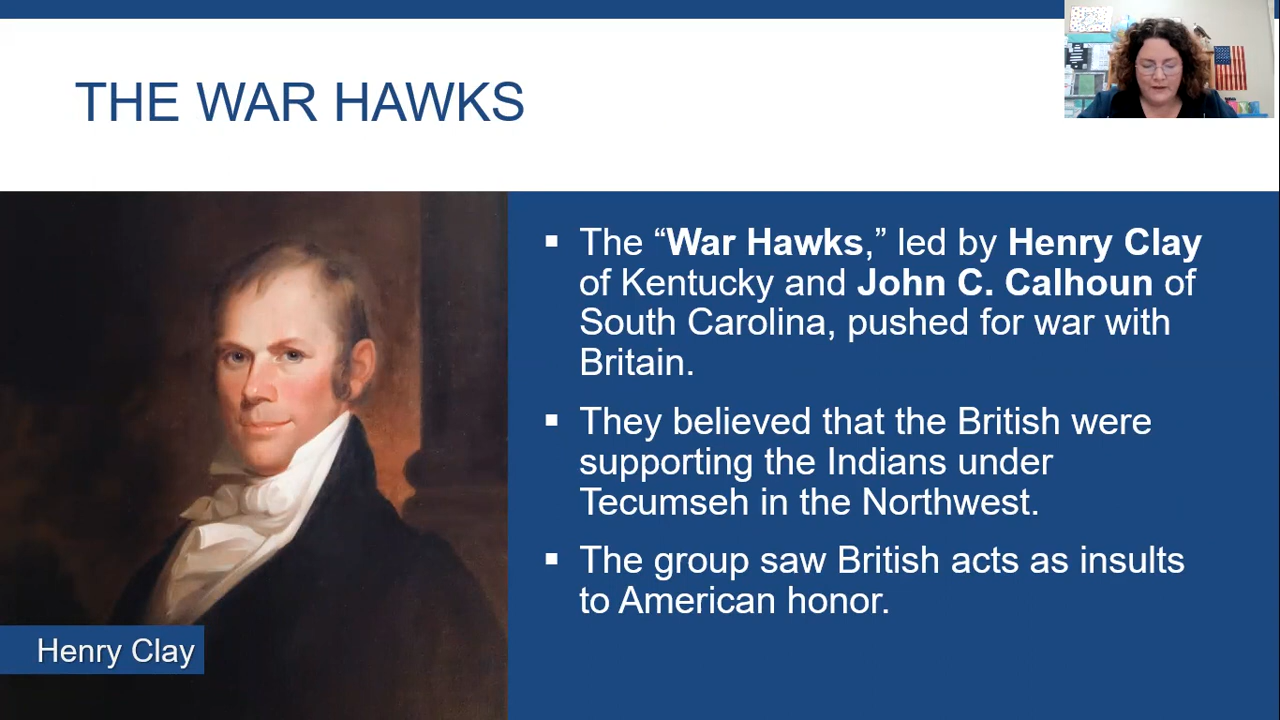 THE WAR HAWKS
▪ The “War Hawks,” led by Henry Clay
of Kentucky and John C. Calhoun of
South Carolina, pushed for war with
Britain.
▪ They believed that the British were
supporting the Indians under
Tecumseh in the Northwest.
▪ The group saw British acts as insults
to American honor.
Henry Clay